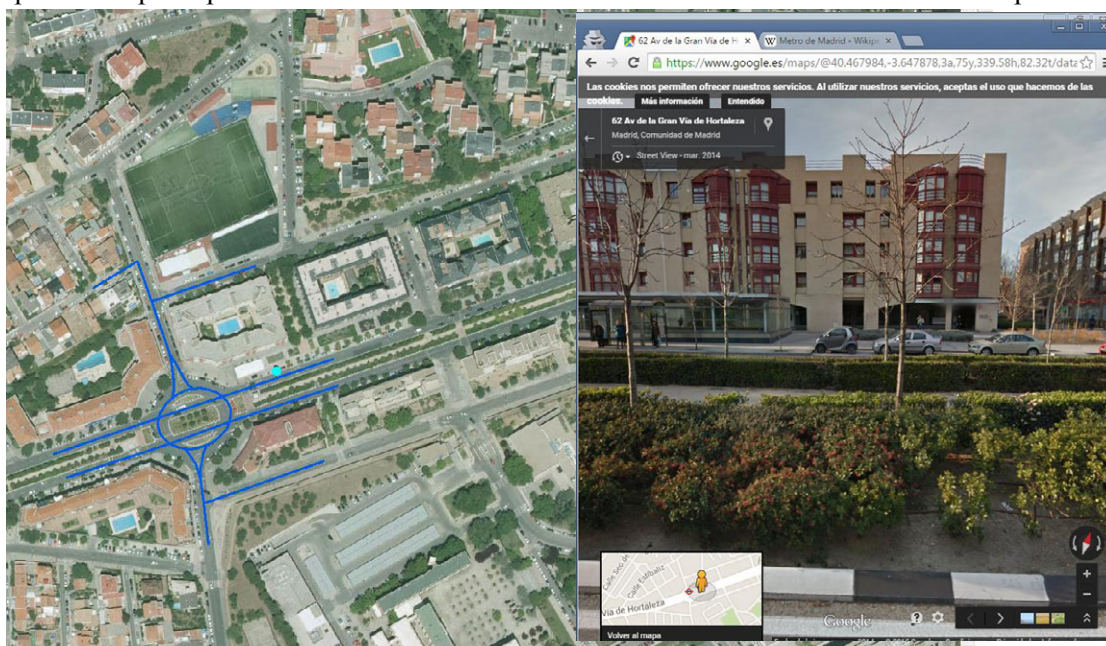 62 Av de la Gran Vía de H
Metro de Madrid - Wikipe
https://www.google.es/maps/@40.467984,-3.647878,3a,75y,339.58h,82.32t/data
Las cookies nos permiten ofrecer nuestros servicios. Al utilizar nuestros servicios, aceptas el uso que hacemos de las
cookies. Más información Entendido
62 Av de la Gran Vía de Hortaleza
Madrid, Comunidad de Madrid
Street View - mar. 2014
Calle Seco de
Calle Estíbaliz
Vía de Hortaleza
Volver al mapa
Google